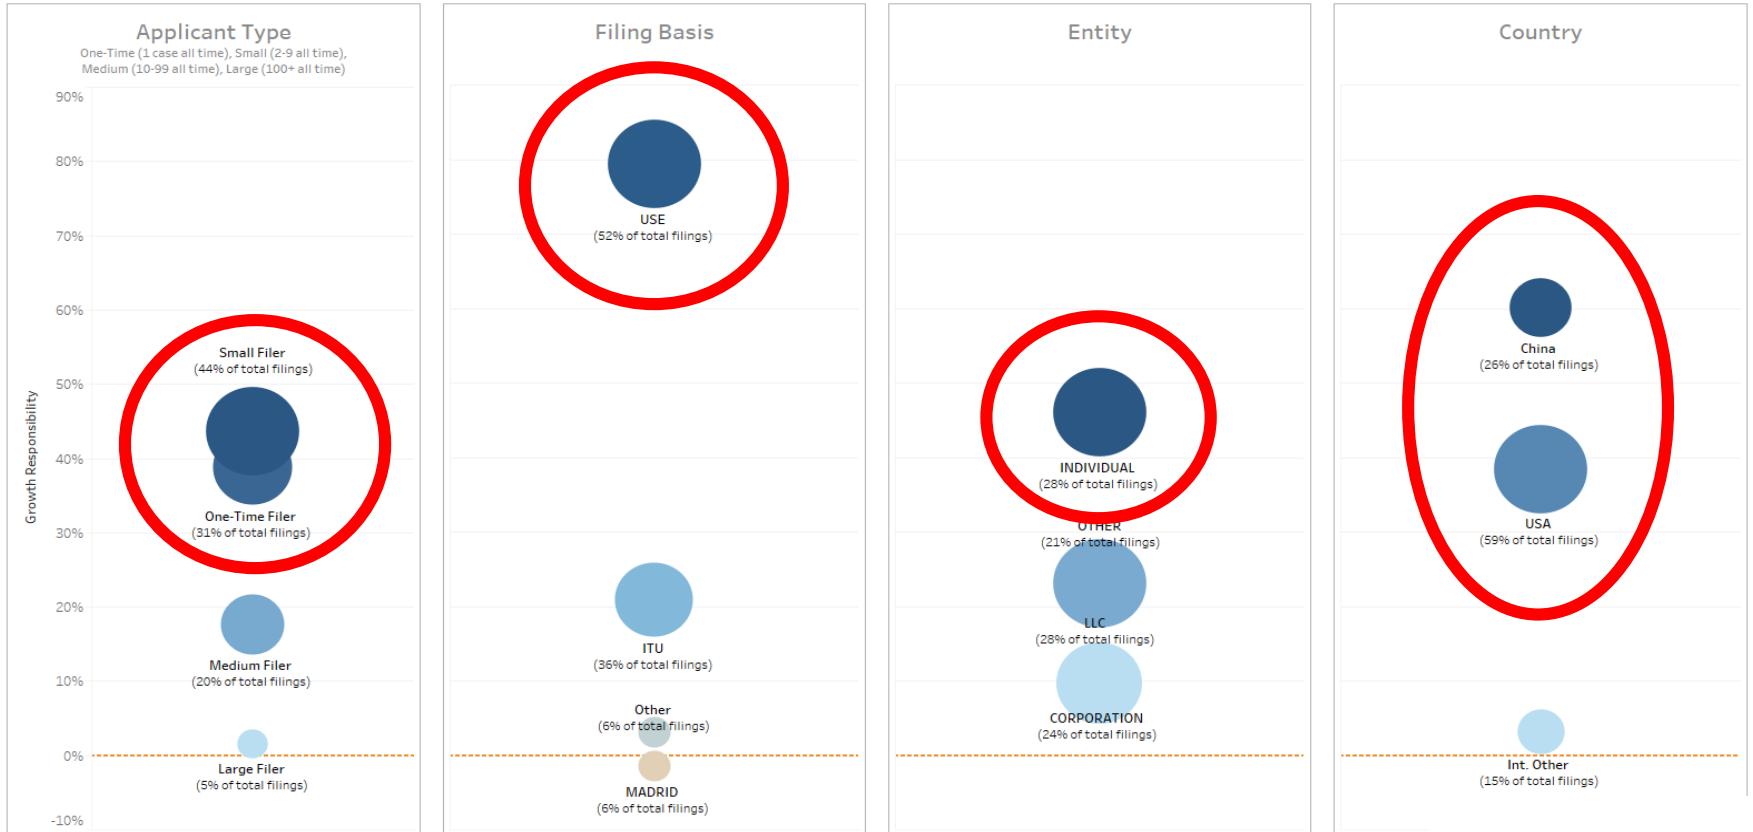 Applicant Type
One-Time (1 case all time), Small (2-9 all time),
Medium (10-99 all time), Large (100+ all time)
Growth Responsibility
90%
80%
70%
60%
50%
40%
30%
20%
10%
0%
-10%
Small Filer
(44% of total filings)
One-Time Filer
(31% of total filings)
Medium Filer
(20% of total filings)
Large Filer
(5% of total filings)
Filing Basis
USE
(52% of total filings)
ITU
(36% of total filings)
Other
(6% of total filings)
MADRID
(6% of total filings)
Entity
INDIVIDUAL
(28% of total filings)
OTHER
(21% of total filings)
LLC
(28% of total filings)
CORPORATION
(24% of total filings)
Country
China
(26% of total filings)
USA
(59% of total filings)
Int. Other
(15% of total filings)